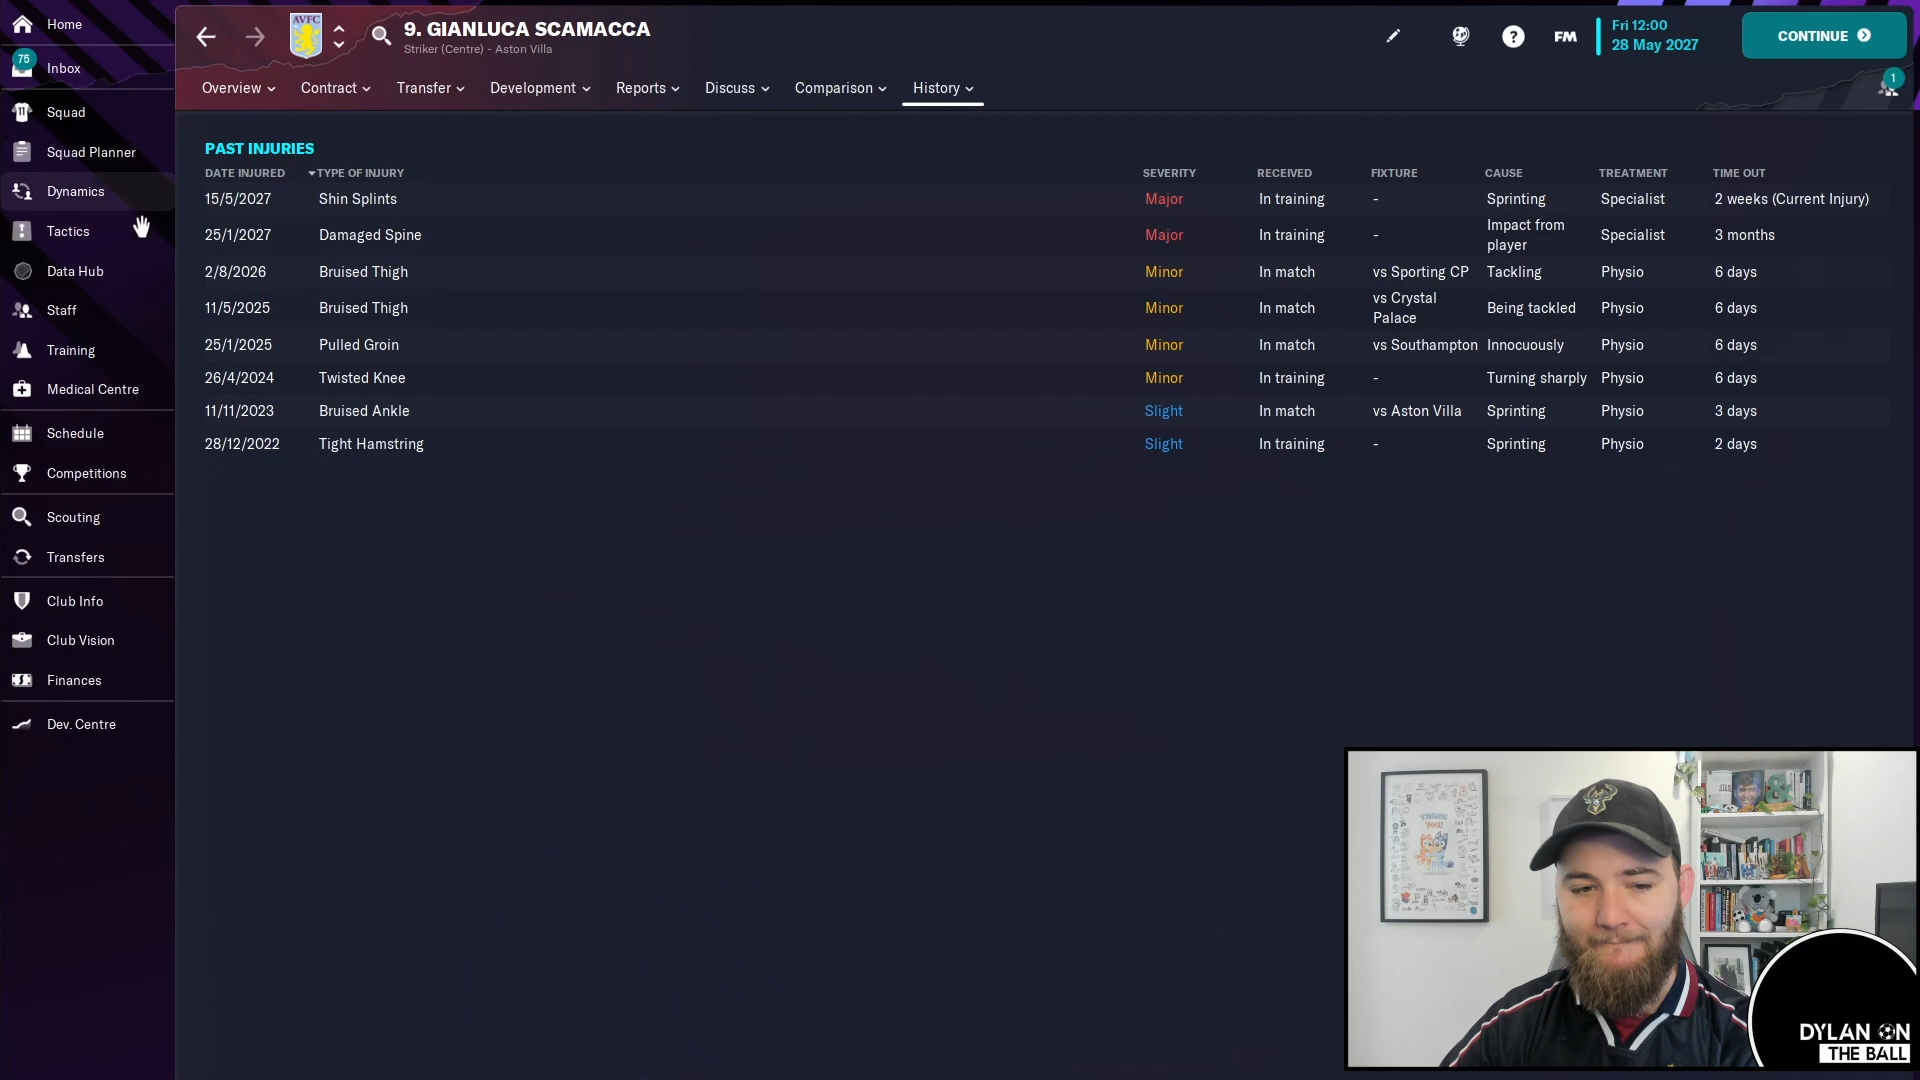 Home
75
Inbox
Squad
Squad Planner
Dynamics
Tactics
Data Hub
Staff
Training
Medical Centre
Schedule
Competitions
Scouting
Transfers
Club Info
Club Vision
Finances
Dev. Centre
AVFC
9. GIANLUCA SCAMACCA
Striker (Centre) - Aston Villa
?
FM
Fri 12:00
28 May 2027
CONTINUE
Overview Contract Transfer Development Reports Discuss Comparison History
1
PAST INJURIES
DATE INJURED TYPE OF INJURY SEVERITY RECEIVED FIXTURE CAUSE TREATMENT TIME OUT
15/5/2027 Shin Splints Major In training - Sprinting Specialist 2 weeks (Current Injury)
25/1/2027 Damaged Spine Major In training - Impact from player Specialist 3 months
2/8/2026 Bruised Thigh Minor In match vs Sporting CP Tackling Physio 6 days
11/5/2025 Bruised Thigh Minor In match vs Crystal Palace Being tackled Physio 6 days
25/1/2025 Pulled Groin Minor In match vs Southampton Innocuously Physio 6 days
26/4/2024 Twisted Knee Minor In training - Turning sharply Physio 6 days
11/11/2023 Bruised Ankle Slight In match vs Aston Villa Sprinting Physio 3 days
28/12/2022 Tight Hamstring Slight In training - Sprinting Physio 2 days
THANK
YOU!
DYLAN ON
THE BALL